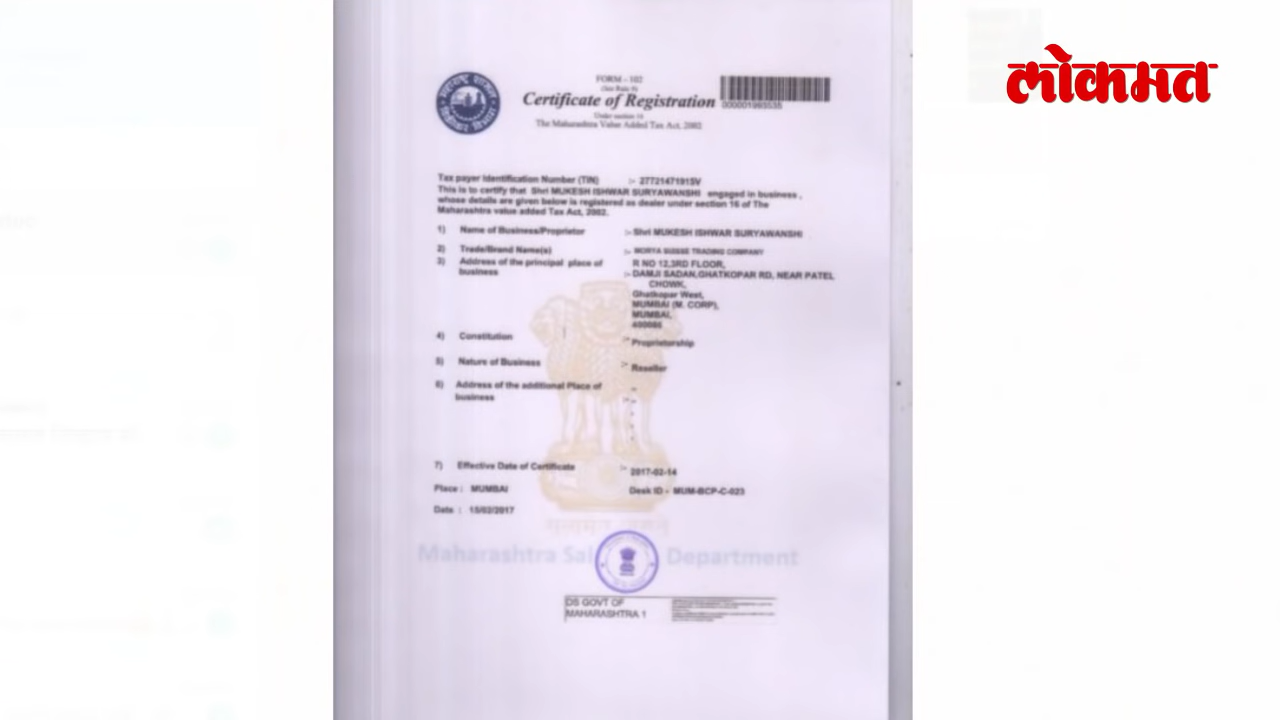 लोकमत
FORM - 102
(See Rule 9)
Certificate of Registration
000001993535
Under section 16
The Maharashtra Value Added Tax Act, 2002
Tax payer Identification Number (TIN) :- 27721471915V
This is to certify that Shri MUKESH ISHWAR SURYAWANSHI engaged in business ,
whose details are given below is registered as dealer under section 16 of The
Maharashtra value added Tax Act, 2002.
1) Name of Business/Proprietor :- Shri MUKESH ISHWAR SURYAWANSHI
2) Trade/Brand Name(s) :- MORYA SUISSE TRADING COMPANY
3) Address of the principal place of business :- R NO 12,3RD FLOOR,
DAMJI SADAN,GHATKOPAR RD, NEAR PATEL
CHOWK,
Ghatkopar West,
MUMBAI (M. CORP),
MUMBAI,
400086
4) Constitution :- Proprietorship
5) Nature of Business :- Reseller
6) Address of the additional Place of
business :-
7) Effective Date of Certificate :- 2017-02-14
Place : MUMBAI Desk ID - MUM-BCP-C-023
Date : 15/02/2017
Maharashtra Sal Department
DS GOVT OF
MAHARASHTRA 1